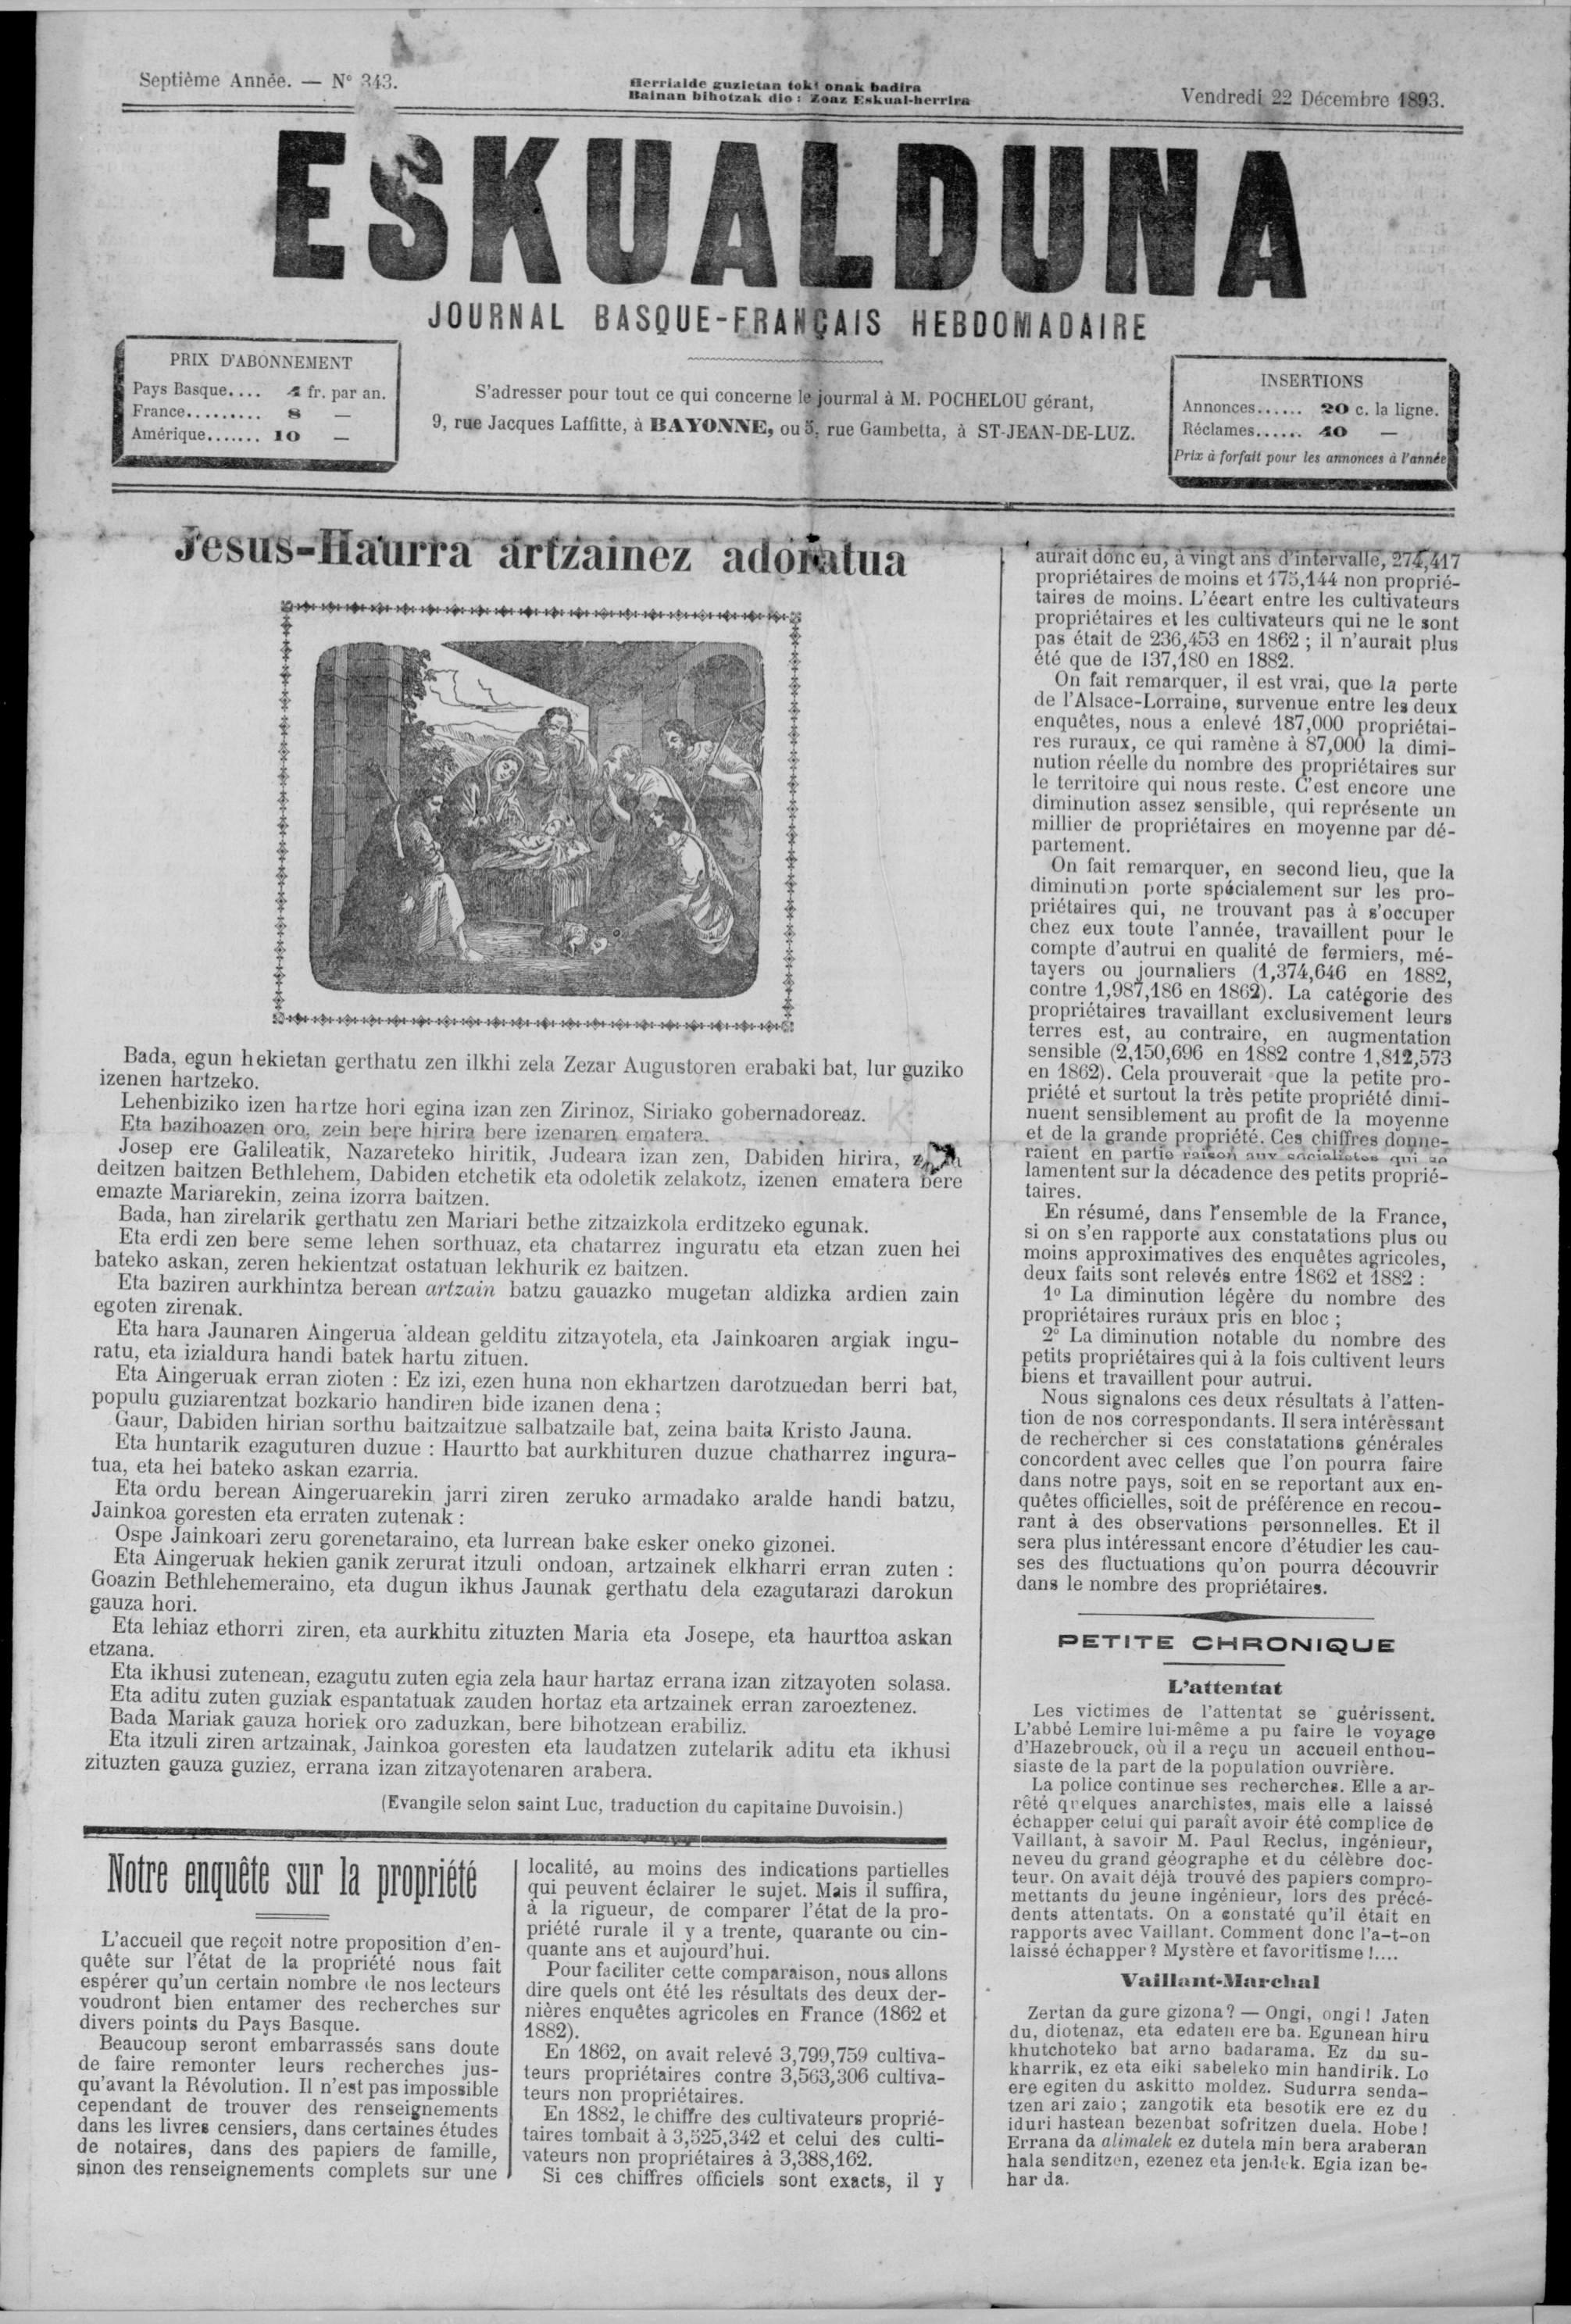 Septième Année. — N° 343.
Herrialde guzietan toki onak badira
Bainan bihotzak dio : Zoaz Eskual-herrira
Vendredi 22 Décembre 1893.
ESKUALDUNA
JOURNAL BASQUE-FRANÇAIS HEBDOMADAIRE
PRIX D'ABONNEMENT
Pays Basque.... 4 fr. par an.
France......... 8 —
Amérique....... 10 —
S'adresser pour tout ce qui concerne le journal à M. POCHELOU gérant,
9, rue Jacques Laffitte, à BAYONNE, ou 5, rue Gambetta, à ST-JEAN-DE-LUZ.
INSERTIONS
Annonces...... 20 c. la ligne.
Réclames...... 40 —
Prix à forfait pour les annonces à l'année
Jesus-Haurra artzainez adoratua
Bada, egun hekietan gerthatu zen ilkhi zela Zezar Augustoren erabaki bat, lur guziko
izenen hartzeko.
Lehenbiziko izen hartze hori egina izan zen Zirinoz, Siriako gobernadoreaz.
Eta bazihoazen oro, zein bere hirira bere izenaren ematera.
Josep ere Galileatik, Nazareteko hiritik, Judeara izan zen, Dabiden hirira,
deitzen baitzen Bethlehem, Dabiden etchetik eta odoletik zelakotz, izenen ematera bere
emazte Mariarekin, zeina izorra baitzen.
Bada, han zirelarik gerthatu zen Mariari bethe zitzaizkola erditzeko egunak.
Eta erdi zen bere seme lehen sorthuaz, eta chatarrez inguratu eta etzan zuen hei
bateko askan, zeren hekientzat ostatuan lekhurik ez baitzen.
Eta baziren aurkhintza berean artzain batzu gauazko mugetan aldizka ardien zain
egoten zirenak.
Eta hara Jaunaren Aingerua aldean gelditu zitzayotela, eta Jainkoaren argiak ingu-
ratu, eta izialdura handi batek hartu zituen.
Eta Aingeruak erran zioten : Ez izi, ezen huna non ekhartzen darotzuedan berri bat,
populu guziarentzat bozkario handiren bide izanen dena ;
Gaur, Dabiden hirian sorthu baitzaitzue salbatzaile bat, zeina baita Kristo Jauna.
Eta huntarik ezaguturen duzue : Haurtto bat aurkhituren duzue chatharrez ingura-
tua, eta hei bateko askan ezarria.
Eta ordu berean Aingeruarekin jarri ziren zeruko armadako aralde handi batzu,
Jainkoa goresten eta erraten zutenak :
Ospe Jainkoari zeru gorenetaraino, eta lurrean bake esker oneko gizonei.
Eta Aingeruak hekien ganik zerurat itzuli ondoan, artzainek elkharri erran zuten :
Goazin Bethlehemeraino, eta dugun ikhus Jaunak gerthatu dela ezagutarazi darokun
gauza hori.
Eta lehiaz ethorri ziren, eta aurkhitu zituzten Maria eta Josepe, eta haurttoa askan
etzana.
Eta ikhusi zutenean, ezagutu zuten egia zela haur hartaz errana izan zitzayoten solasa.
Eta aditu zuten guziak espantatuak zauden hortaz eta artzainek erran zaroeztenez.
Bada Mariak gauza horiek oro zaduzkan, bere bihotzean erabiliz.
Eta itzuli ziren artzainak, Jainkoa goresten eta laudatzen zutelarik aditu eta ikhusi
zituzten gauza guziez, errana izan zitzayotenaren arabera.
(Evangile selon saint Luc, traduction du capitaine Duvoisin.)
Notre enquête sur la propriété
L'accueil que reçoit notre proposition d'en-
quête sur l'état de la propriété nous fait
espérer qu'un certain nombre de nos lecteurs
voudront bien entamer des recherches sur
divers points du Pays Basque.
Beaucoup seront embarrassés sans doute
de faire remonter leurs recherches jus-
qu'avant la Révolution. Il n'est pas impossible
cependant de trouver des renseignements
dans les livres censiers, dans certaines études
de notaires, dans des papiers de famille,
sinon des renseignements complets sur une
localité, au moins des indications partielles
qui peuvent éclairer le sujet. Mais il suffira,
à la rigueur, de comparer l'état de la pro-
priété rurale il y a trente, quarante ou cin-
quante ans et aujourd'hui.
Pour faciliter cette comparaison, nous allons
dire quels ont été les résultats des deux der-
nières enquêtes agricoles en France (1862 et
1882).
En 1862, on avait relevé 3,799,759 cultiva-
teurs propriétaires contre 3,563,306 cultiva-
teurs non propriétaires.
En 1882, le chiffre des cultivateurs proprié-
taires tombait à 3,525,342 et celui des culti-
vateurs non propriétaires à 3,388,162.
Si ces chiffres officiels sont exacts, il y
aurait donc eu, à vingt ans d'intervalle, 274,417
propriétaires de moins et 175,144 non proprié-
taires de moins. L'écart entre les cultivateurs
propriétaires et les cultivateurs qui ne le sont
pas était de 236,453 en 1862 ; il n'aurait plus
été que de 137,180 en 1882.
On fait remarquer, il est vrai, que la perte
de l'Alsace-Lorraine, survenue entre les deux
enquêtes, nous a enlevé 187,000 propriétai-
res ruraux, ce qui ramène à 87,000 la dimi-
nution réelle du nombre des propriétaires sur
le territoire qui nous reste. C'est encore une
diminution assez sensible, qui représente un
millier de propriétaires en moyenne par dé-
partement.
On fait remarquer, en second lieu, que la
diminution porte spécialement sur les pro-
priétaires qui, ne trouvant pas à s'occuper
chez eux toute l'année, travaillent pour le
compte d'autrui en qualité de fermiers, mé-
tayers ou journaliers (1,374,646 en 1882,
contre 1,987,186 en 1862). La catégorie des
propriétaires travaillant exclusivement leurs
terres est, au contraire, en augmentation
sensible (2,150,696 en 1882 contre 1,812,573
en 1862). Cela prouverait que la petite pro-
priété et surtout la très petite propriété dimi-
nuent sensiblement au profit de la moyenne
et de la grande propriété. Ces chiffres donne-
raient en partie raison aux socialistes qui se
lamentent sur la décadence des petits proprié-
taires.
En résumé, dans l'ensemble de la France,
si on s'en rapporte aux constatations plus ou
moins approximatives des enquêtes agricoles,
deux faits sont relevés entre 1862 et 1882 :
1° La diminution légère du nombre des
propriétaires ruraux pris en bloc ;
2° La diminution notable du nombre des
petits propriétaires qui à la fois cultivent leurs
biens et travaillent pour autrui.
Nous signalons ces deux résultats à l'atten-
tion de nos correspondants. Il sera intéressant
de rechercher si ces constatations générales
concordent avec celles que l'on pourra faire
dans notre pays, soit en se reportant aux en-
quêtes officielles, soit de préférence en recou-
rant à des observations personnelles. Et il
sera plus intéressant encore d'étudier les cau-
ses des fluctuations qu'on pourra découvrir
dans le nombre des propriétaires.
PETITE CHRONIQUE
L'attentat
Les victimes de l'attentat se guérissent.
L'abbé Lemire lui-même a pu faire le voyage
d'Hazebrouck, où il a reçu un accueil enthou-
siaste de la part de la population ouvrière.
La police continue ses recherches. Elle a ar-
rêté quelques anarchistes, mais elle a laissé
échapper celui qui paraît avoir été complice de
Vaillant, à savoir M. Paul Reclus, ingénieur,
neveu du grand géographe et du célèbre doc-
teur. On avait déjà trouvé des papiers compro-
mettants du jeune ingénieur, lors des précé-
dents attentats. On a constaté qu'il était en
rapports avec Vaillant. Comment donc l'a-t-on
laissé échapper ? Mystère et favoritisme !....
Vaillant-Marchal
Zertan da gure gizona ? — Ongi, ongi ! Jaten
du, diotenaz, eta edaten ere ba. Egunean hiru
khutchoteko bat arno badarama. Ez du su-
kharrik, ez eta eiki sabeleko min handirik. Lo
ere egiten du askitto moldez. Sudurra senda-
tzen ari zaio ; zangotik eta besotik ere ez du
iduri hastean bezenbat sofritzen duela. Hobe !
Errana da alimalek ez dutela min bera araberan
hala senditzen, ezenez eta jendek. Egia izan be-
har da.